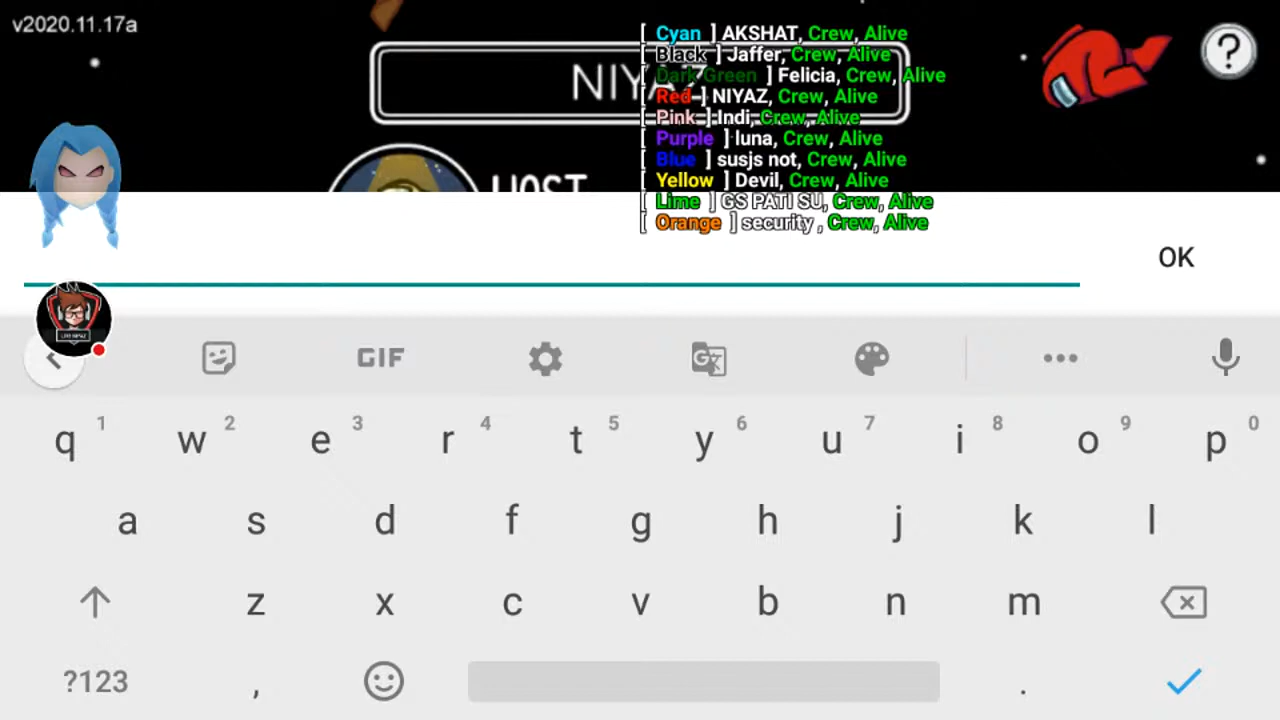 v2020.11.17a
NIYAZ
[ Cyan ] AKSHAT, Crew, Alive
[ Black ] Jaffer, Crew, Alive
[ Dark Green ] Felicia, Crew, Alive
[ Red ] NIYAZ, Crew, Alive
[ Pink ] Indi, Crew, Alive
[ Purple ] luna, Crew, Alive
[ Blue ] susjs not, Crew, Alive
[ Yellow ] Devil, Crew, Alive
[ Lime ] GS PATI SU, Crew, Alive
[ Orange ] security , Crew, Alive
?
HOST
OK
GIF
q 1 w 2 e 3 r 4 t 5 y 6 u 7 i 8 o 9 p 0
a s d f g h j k l
z x c v b n m
?123 , .